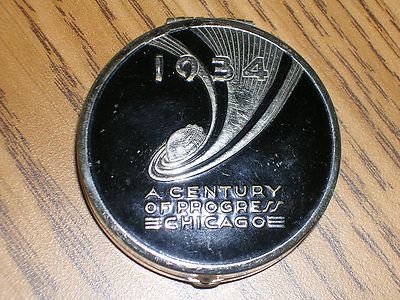 1934
A CENTURY
OF PROGRESS
CHICAGO